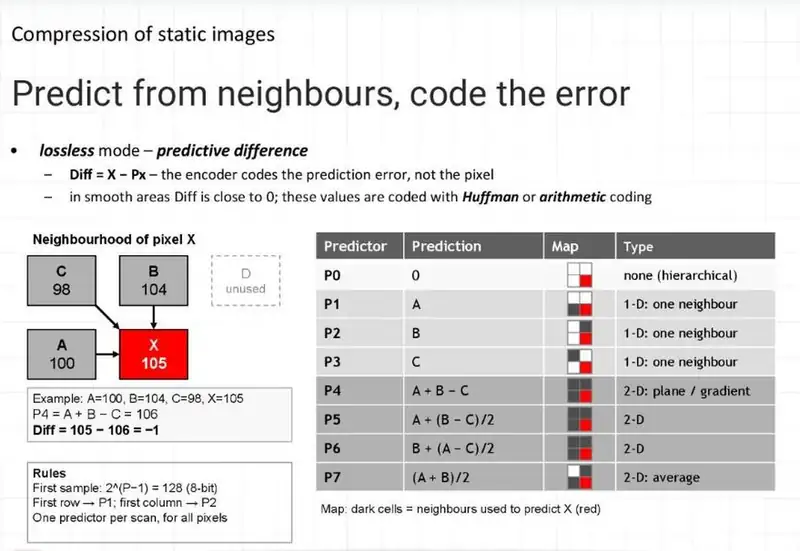 Compression of static images
Predict from neighbours, code the error
• lossless mode – predictive difference
– Diff = X – Px – the encoder codes the prediction error, not the pixel
– in smooth areas Diff is close to 0; these values are coded with Huffman or arithmetic coding
Neighbourhood of pixel X
C
98
B
104
D
unused
A
100
X
105
Example: A=100, B=104, C=98, X=105
P4 = A + B – C = 106
Diff = 105 – 106 = –1
Rules
First sample: 2^(P–1) = 128 (8-bit)
First row → P1; first column → P2
One predictor per scan, for all pixels
Predictor Prediction Map Type
P0 0 none (hierarchical)
P1 A 1-D: one neighbour
P2 B 1-D: one neighbour
P3 C 1-D: one neighbour
P4 A + B – C 2-D: plane / gradient
P5 A + (B – C)/2 2-D
P6 B + (A – C)/2 2-D
P7 (A + B)/2 2-D: average
Map: dark cells = neighbours used to predict X (red)